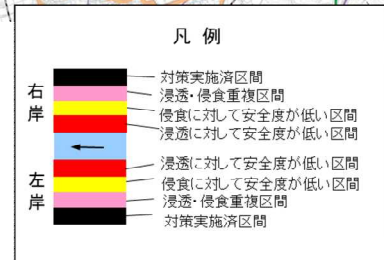 凡 例
右岸
対策実施済区間
浸透・侵食重複区間
侵食に対して安全度が低い区間
浸透に対して安全度が低い区間
左岸
浸透に対して安全度が低い区間
侵食に対して安全度が低い区間
浸透・侵食重複区間
対策実施済区間